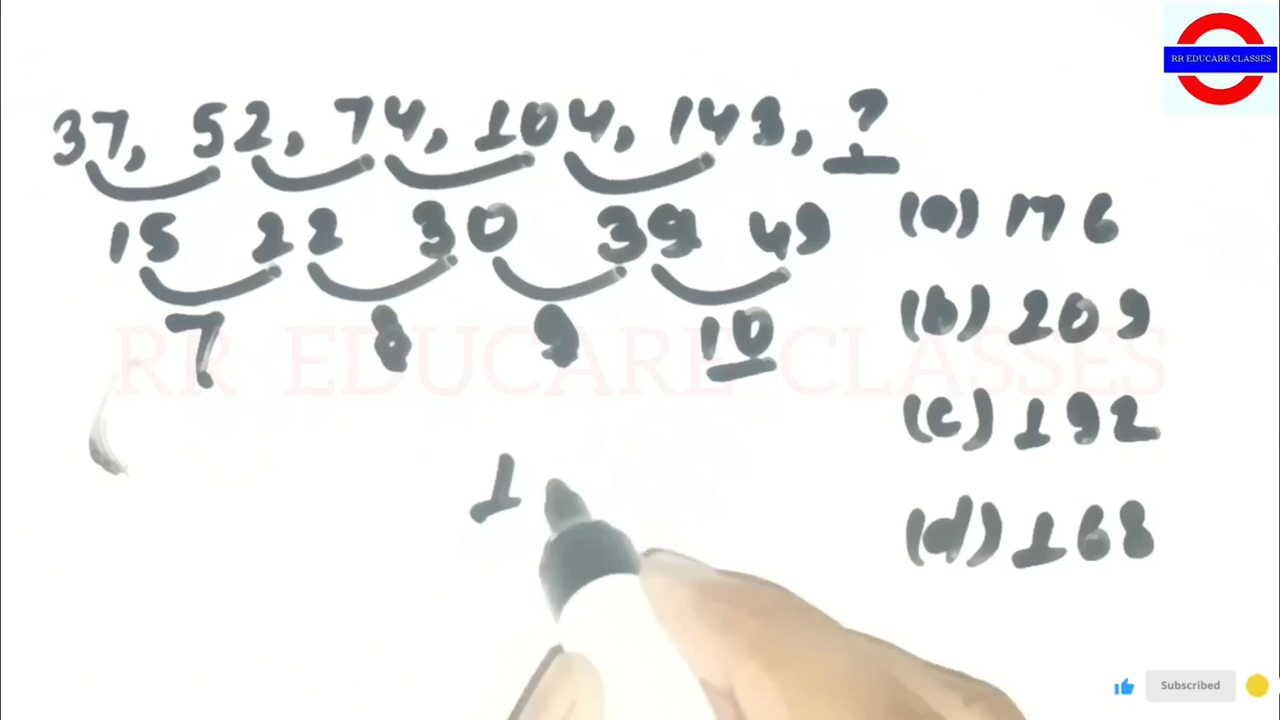 RR EDUCARE CLASSES
37, 52, 74, 104, 143, ?
15 22 30 39 49
7 8 9 10
(a) 176
(b) 209
(c) 192
(d) 168
RR EDUCARE CLASSES
1
Subscribed